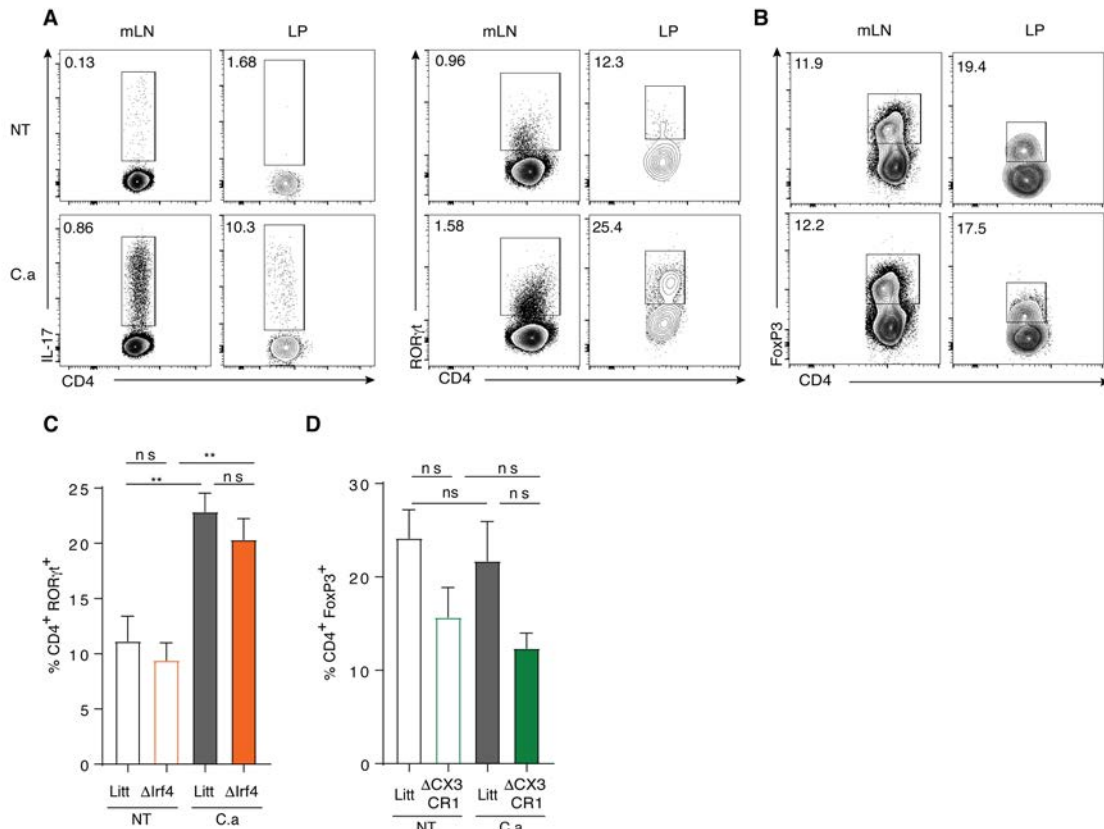 A
B
mLN
LP
mLN
LP
mLN
LP
NT
0.13
1.68
0.96
12.3
11.9
19.4
C.a
0.86
10.3
1.58
25.4
12.2
17.5
IL-17
RORγt
FoxP3
CD4
CD4
CD4
C
D
n s
**
**
n s
n s
n s
ns
n s
% CD4+ RORγt+
25
20
15
10
5
0
Litt
ΔIrf4
Litt
ΔIrf4
NT
C.a
% CD4+ FoxP3+
30
20
10
0
Litt
ΔCX3
CR1
Litt
ΔCX3
CR1
NT
C.a